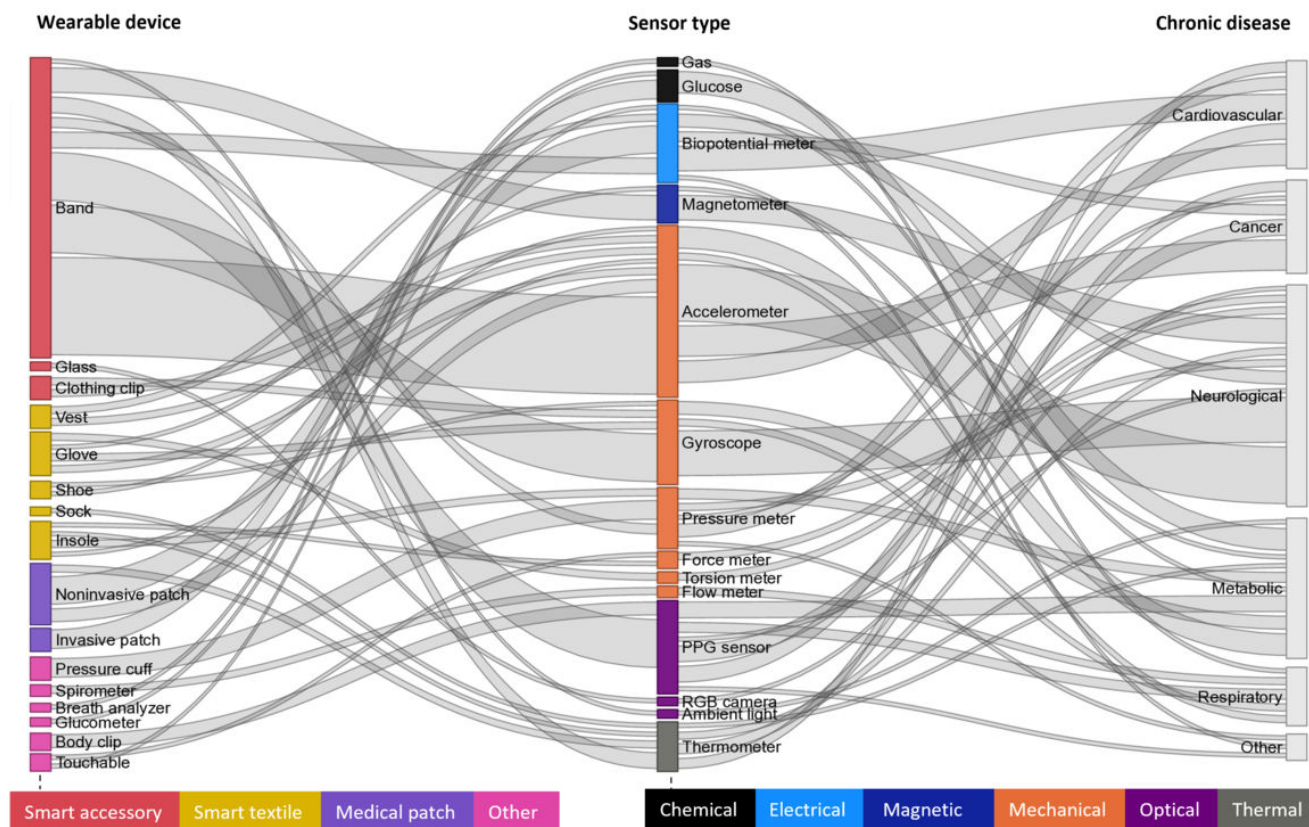 Wearable device
Sensor type
Chronic disease
Band
Glass
Clothing clip
Vest
Glove
Shoe
Sock
Insole
Noninvasive patch
Invasive patch
Pressure cuff
Spirometer
Breath analyzer
Glucometer
Body clip
Touchable
Gas
Glucose
Biopotential meter
Magnetometer
Accelerometer
Gyroscope
Pressure meter
Force meter
Torsion meter
Flow meter
PPG sensor
RGB camera
Ambient light
Thermometer
Cardiovascular
Cancer
Neurological
Metabolic
Respiratory
Other
Smart accessory
Smart textile
Medical patch
Other
Chemical
Electrical
Magnetic
Mechanical
Optical
Thermal